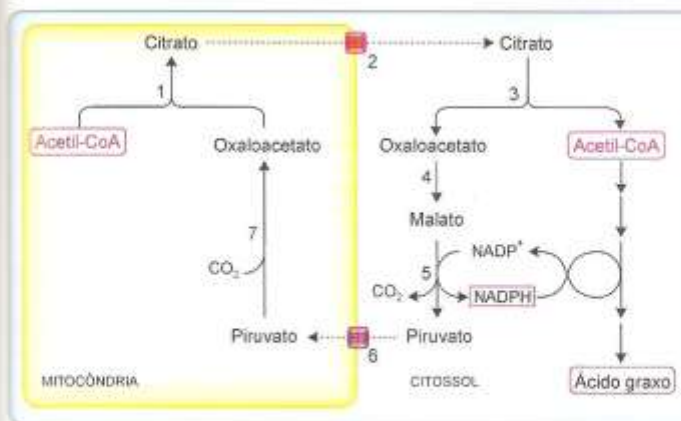 Citrato
2
Citrato
1
3
Acetil-CoA
Oxaloacetato
Oxaloacetato
Acetil-CoA
4
Malato
7
NADP+
CO2
5
CO2
NADPH
Piruvato
6
Piruvato
MITOCÔNDRIA
CITOSSOL
Ácido graxo